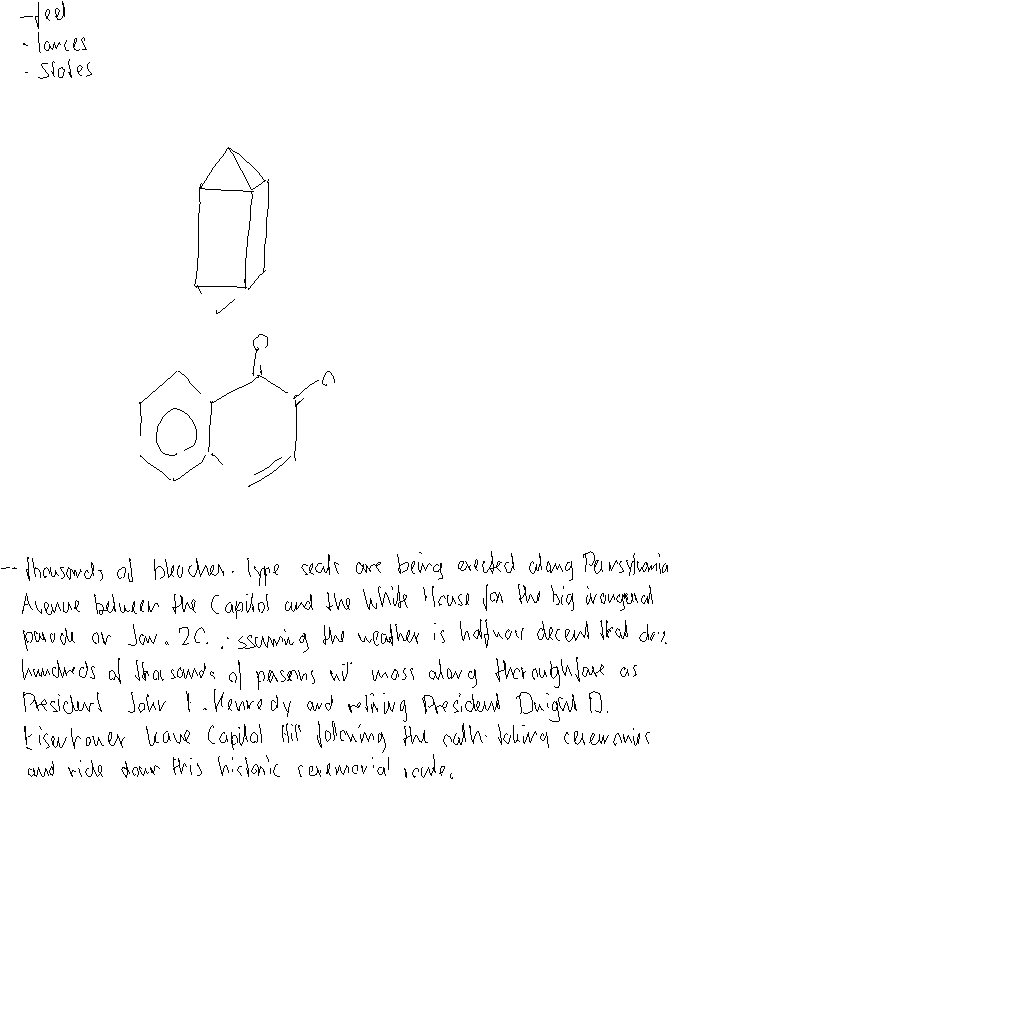 - feet
- lances
- States
O
O
- Thousands of bleacher-type seats are being erected along Pennsylvania
Avenue between the Capitol and the White House for the big inaugural
parade on Jan. 20. Assuming the weather is halfway decent that day
hundreds of thousands of persons will mass along thoroughfare as
President John F. Kennedy and retiring President Dwight D.
Eisenhower leave Capitol Hill following the oath-taking ceremonies
and ride down this historic ceremonial route.